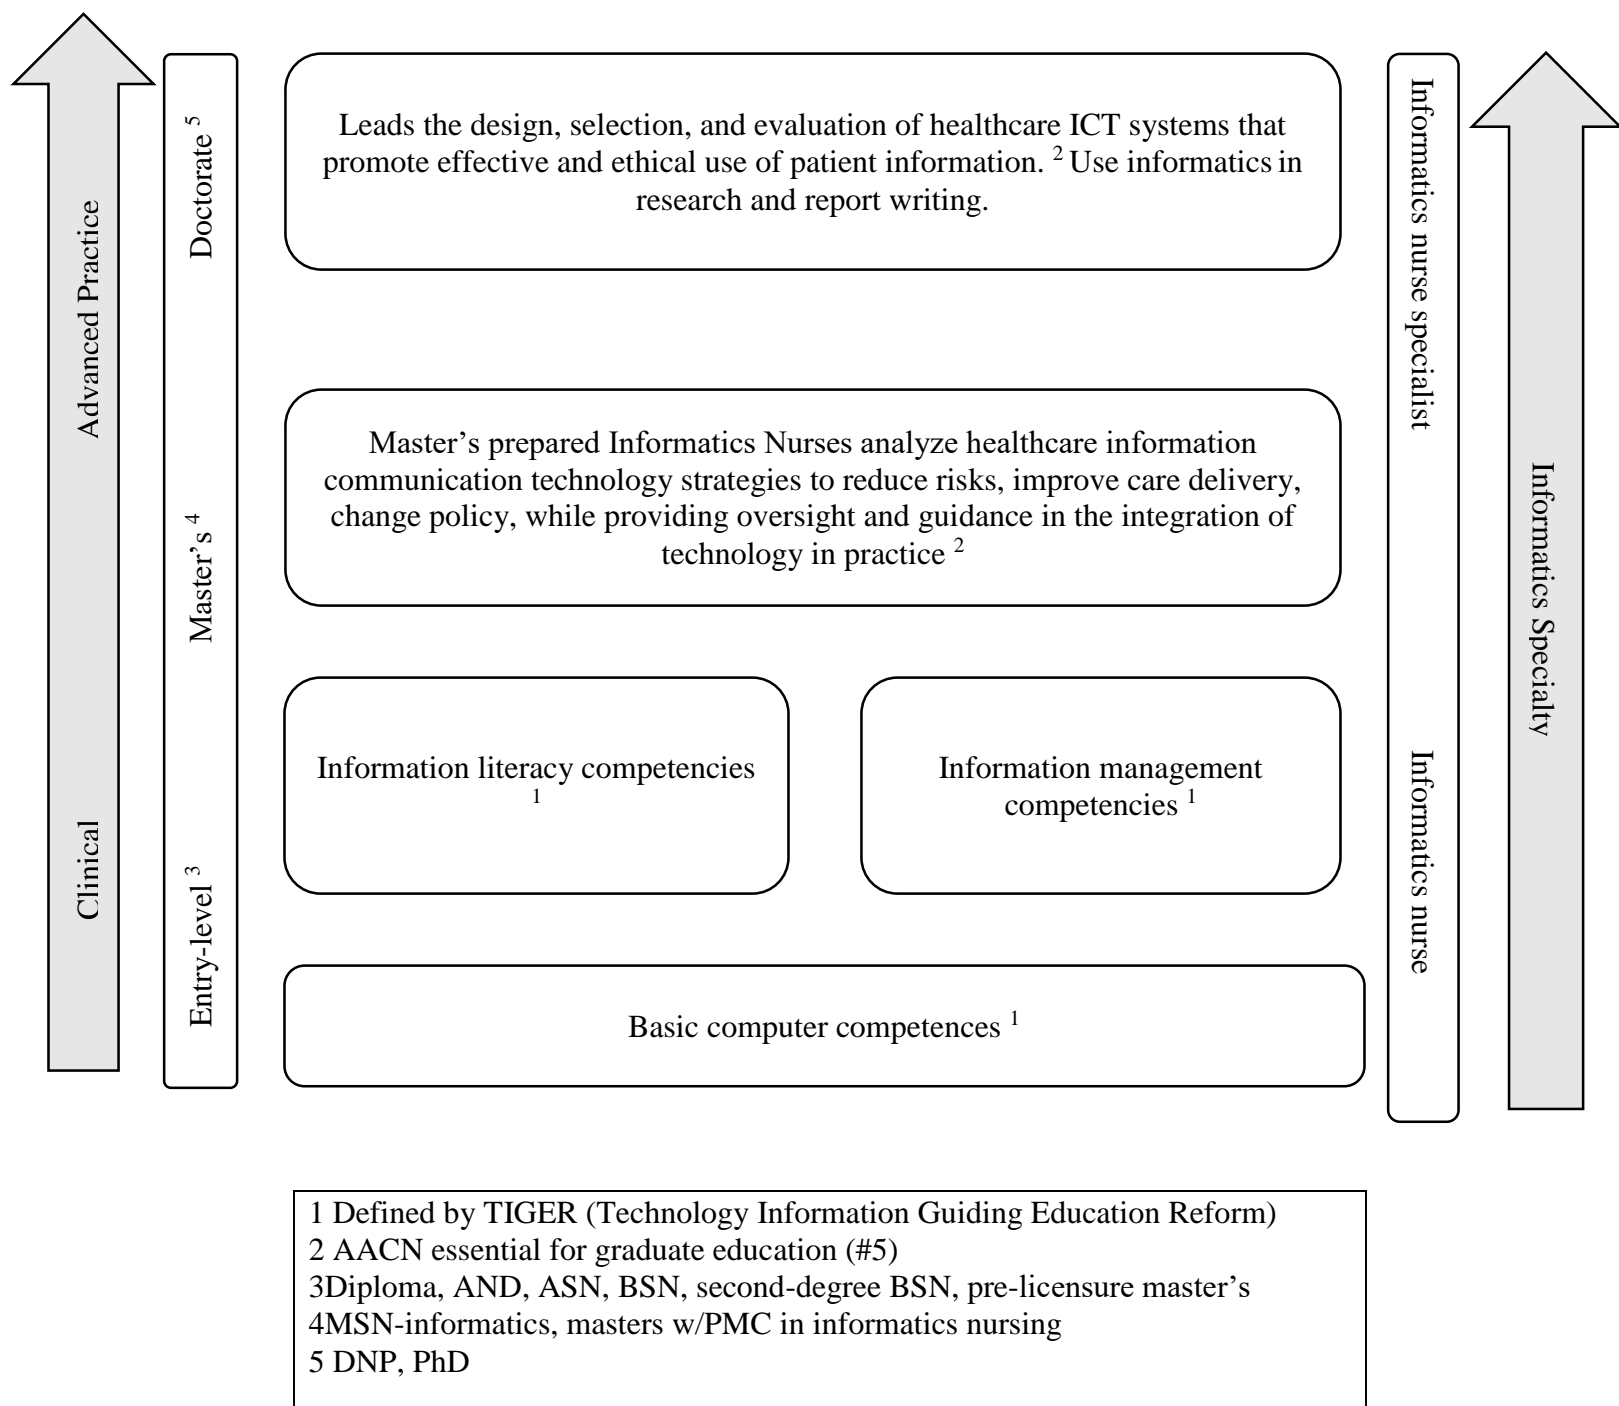 Advanced Practice
Clinical
Doctorate 5
Master's 4
Entry-level 3
Leads the design, selection, and evaluation of healthcare ICT systems that
promote effective and ethical use of patient information. 2 Use informatics in
research and report writing.
Master's prepared Informatics Nurses analyze healthcare information
communication technology strategies to reduce risks, improve care delivery,
change policy, while providing oversight and guidance in the integration of
technology in practice 2
Information literacy competencies
1
Information management
competencies 1
Basic computer competences 1
Informatics nurse specialist
Informatics nurse
Informatics Specialty
1 Defined by TIGER (Technology Information Guiding Education Reform)
2 AACN essential for graduate education (#5)
3Diploma, AND, ASN, BSN, second-degree BSN, pre-licensure master's
4MSN-informatics, masters w/PMC in informatics nursing
5 DNP, PhD